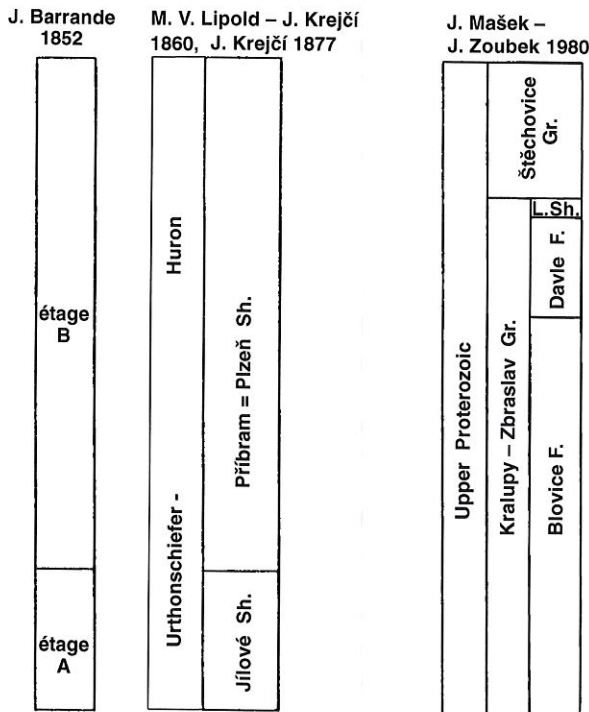 J. Barrande
1852
étage
B
étage
A
M. V. Lipold – J. Krejčí
1860, J. Krejčí 1877
Urthonschiefer - Huron
Příbram = Plzeň Sh.
Jílové Sh.
J. Mašek –
J. Zoubek 1980
Upper Proterozoic
Štěchovice
Gr.
Kralupy – Zbraslav Gr.
L.Sh.
Davle F.
Blovice F.